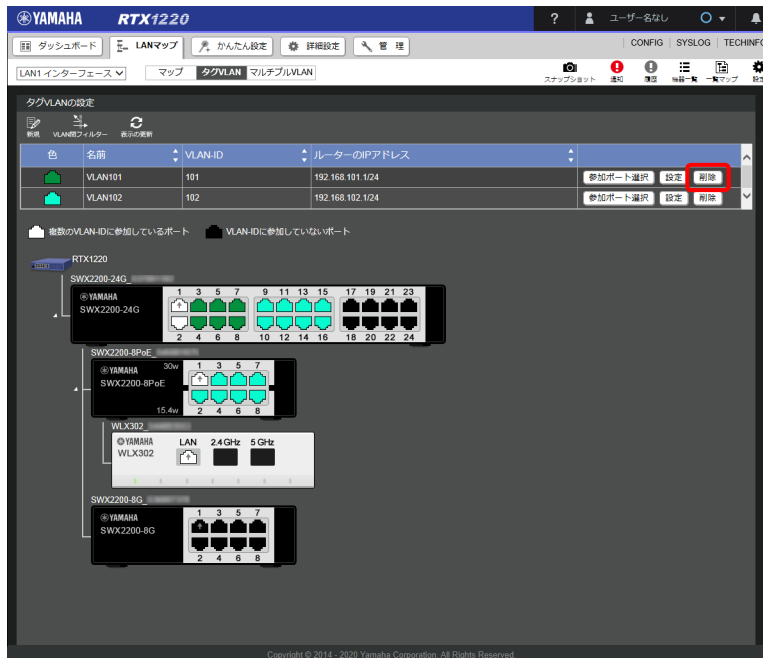 YAMAHA RTX1220 ? ユーザー名なし
ダッシュボード LANマップ かんたん設定 詳細設定 管 理 CONFIG SYSLOG TECHINFO
LAN1 インターフェース マップ タグVLAN マルチプルVLAN スナップショット 通知 履歴 機器一覧 一覧マップ 設定
タグVLANの設定
新規 VLAN間フィルター 表示の更新
色 名前 VLAN-ID ルーターのIPアドレス
VLAN101 101 192.168.101.1/24 参加ポート選択 設定 削除
VLAN102 102 192.168.102.1/24 参加ポート選択 設定 削除
複数のVLAN-IDに参加しているポート VLAN-IDに参加していないポート
RTX1220
SWX2200-24G_
YAMAHA
SWX2200-24G
1 3 5 7 9 11 13 15 17 19 21 23
2 4 6 8 10 12 14 16 18 20 22 24
SWX2200-8PoE_
YAMAHA 30w 1 3 5 7
SWX2200-8PoE
15.4w 2 4 6 8
WLX302_
YAMAHA LAN 2.4 GHz 5 GHz
WLX302
SWX2200-8G_
YAMAHA 1 3 5 7
SWX2200-8G
2 4 6 8
Copyright © 2014 - 2020 Yamaha Corporation. All Rights Reserved.